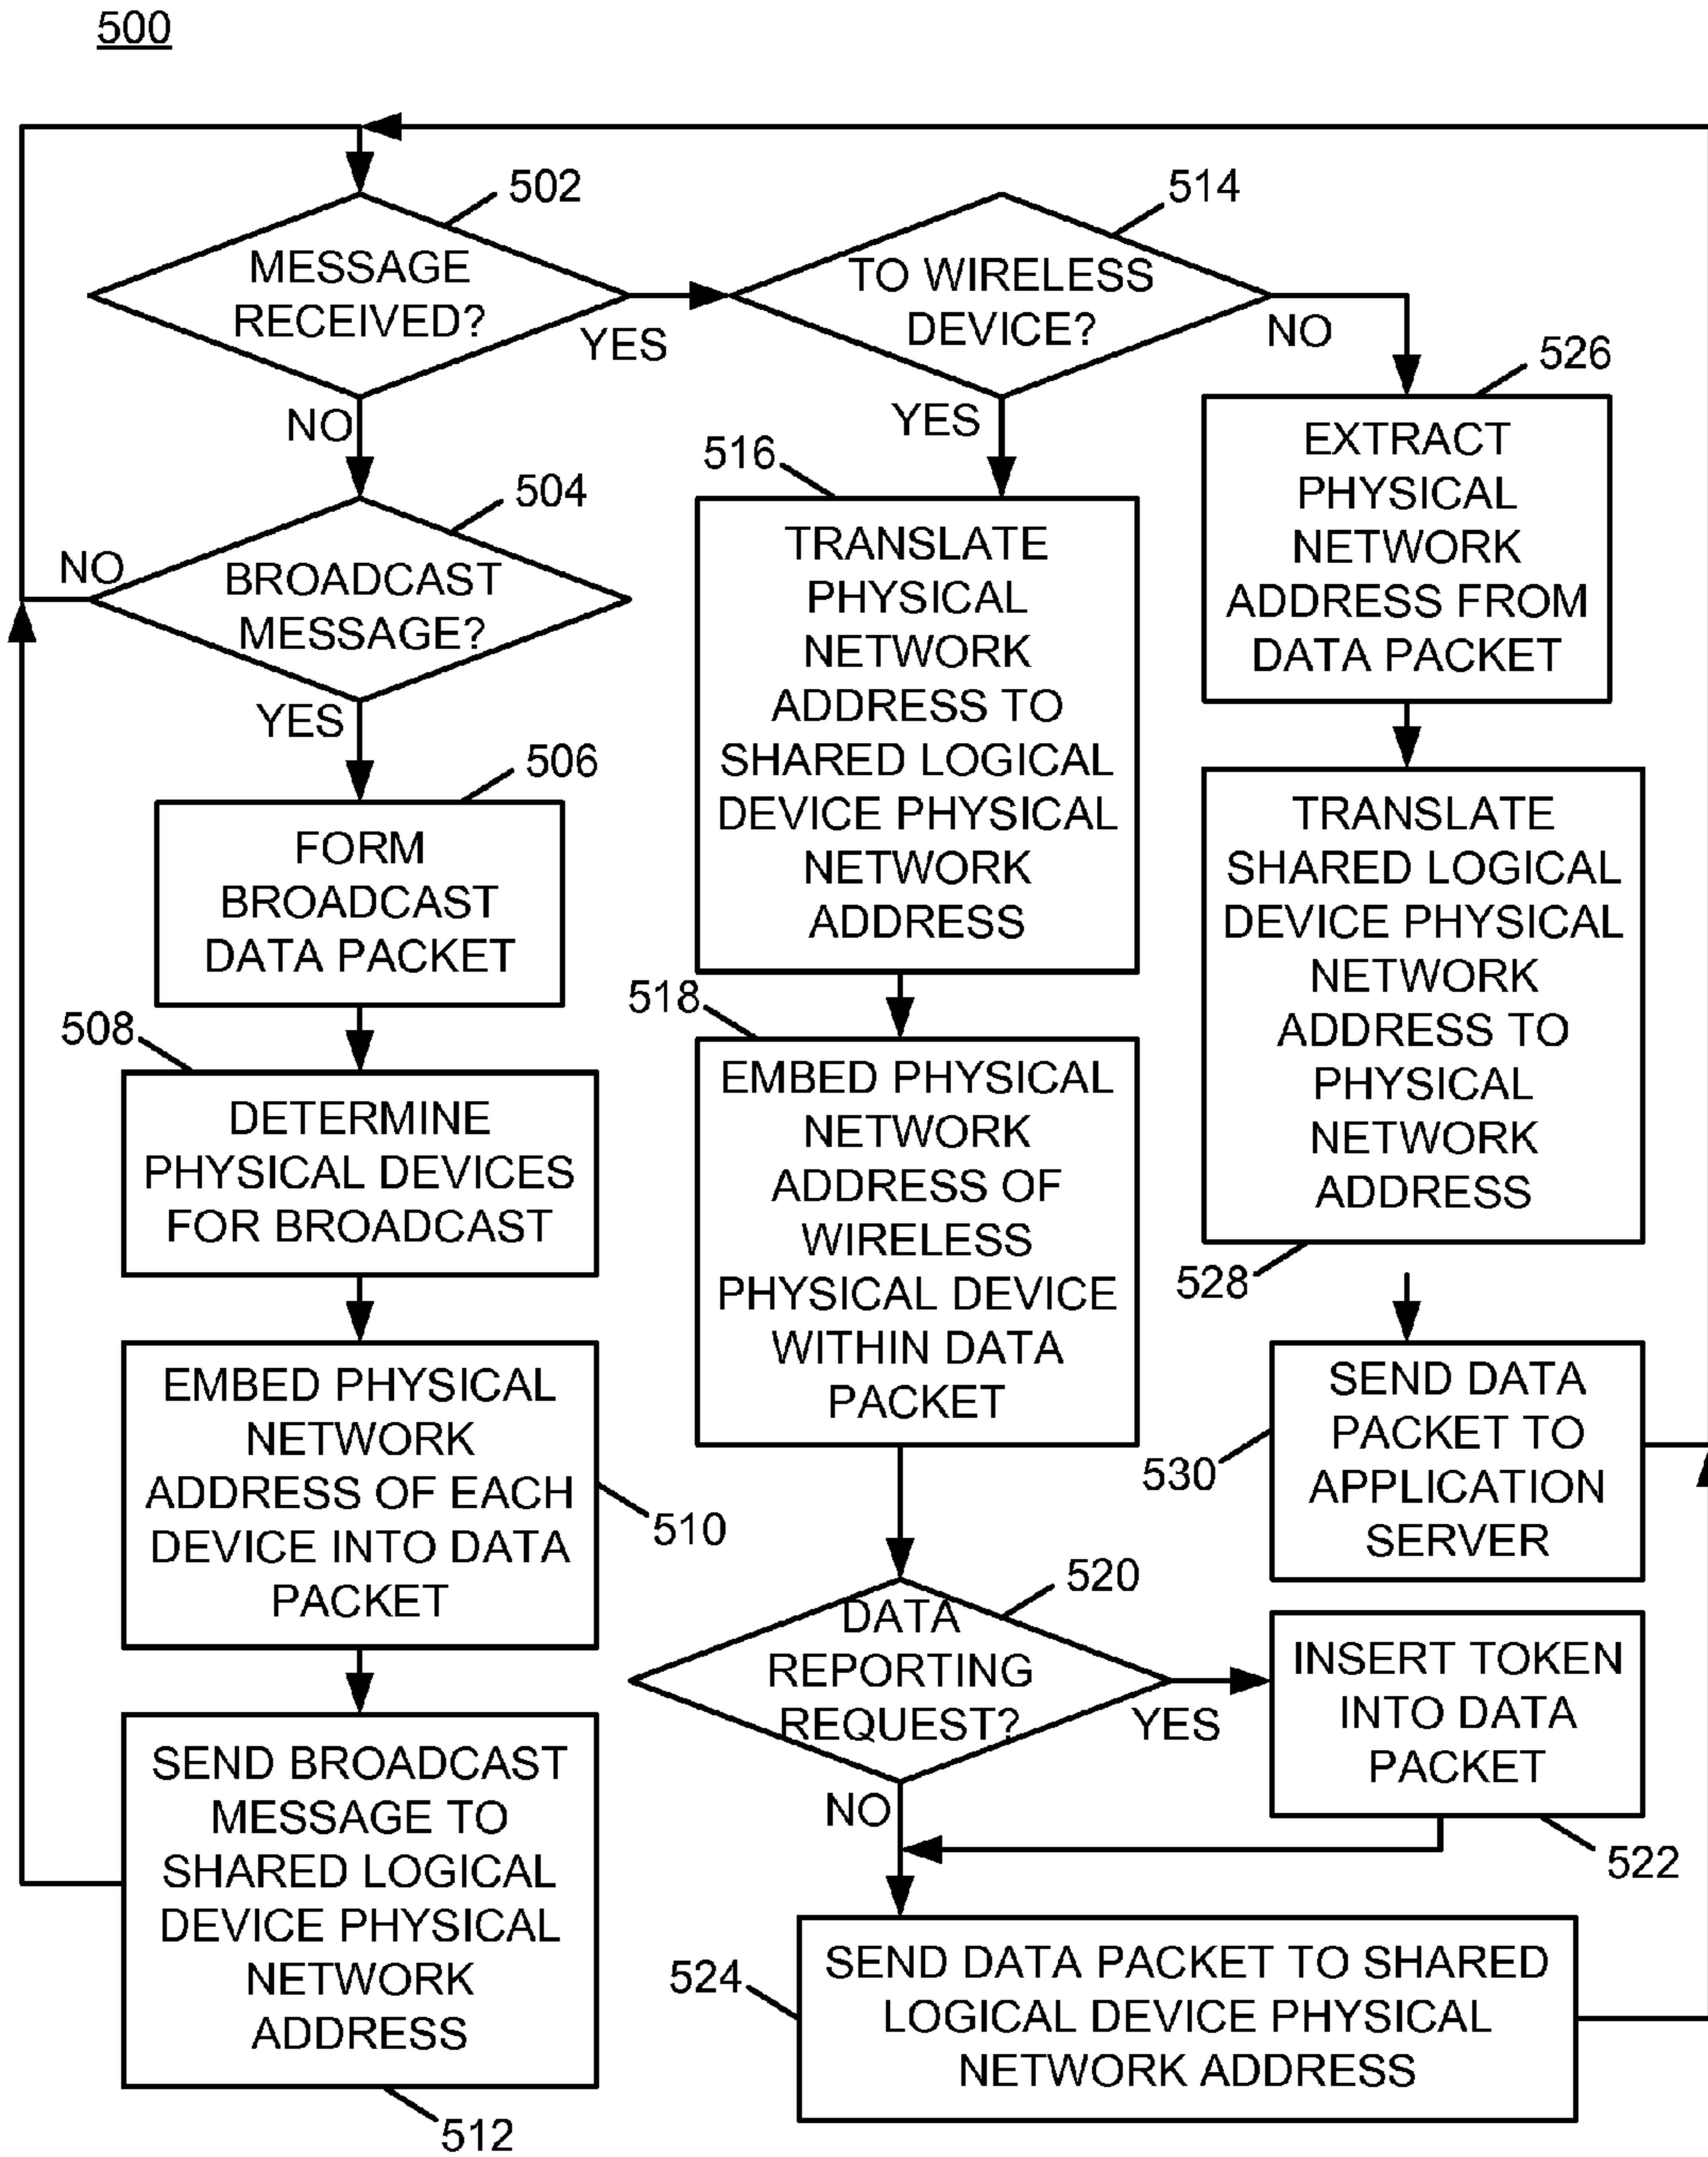 500
502
MESSAGE
RECEIVED?
YES
NO
504
BROADCAST
MESSAGE?
NO
YES
506
FORM
BROADCAST
DATA PACKET
508
DETERMINE
PHYSICAL DEVICES
FOR BROADCAST
EMBED PHYSICAL
NETWORK
ADDRESS OF EACH
DEVICE INTO DATA
PACKET
510
SEND BROADCAST
MESSAGE TO
SHARED LOGICAL
DEVICE PHYSICAL
NETWORK
ADDRESS
512
514
TO WIRELESS
DEVICE?
NO
YES
516
TRANSLATE
PHYSICAL
NETWORK
ADDRESS TO
SHARED LOGICAL
DEVICE PHYSICAL
NETWORK
ADDRESS
518
EMBED PHYSICAL
NETWORK
ADDRESS OF
WIRELESS
PHYSICAL DEVICE
WITHIN DATA
PACKET
520
DATA
REPORTING
REQUEST?
YES
NO
INSERT TOKEN
INTO DATA
PACKET
522
524
SEND DATA PACKET TO SHARED
LOGICAL DEVICE PHYSICAL
NETWORK ADDRESS
526
EXTRACT
PHYSICAL
NETWORK
ADDRESS FROM
DATA PACKET
TRANSLATE
SHARED LOGICAL
DEVICE PHYSICAL
NETWORK
ADDRESS TO
PHYSICAL
NETWORK
ADDRESS
528
SEND DATA
PACKET TO
APPLICATION
SERVER
530